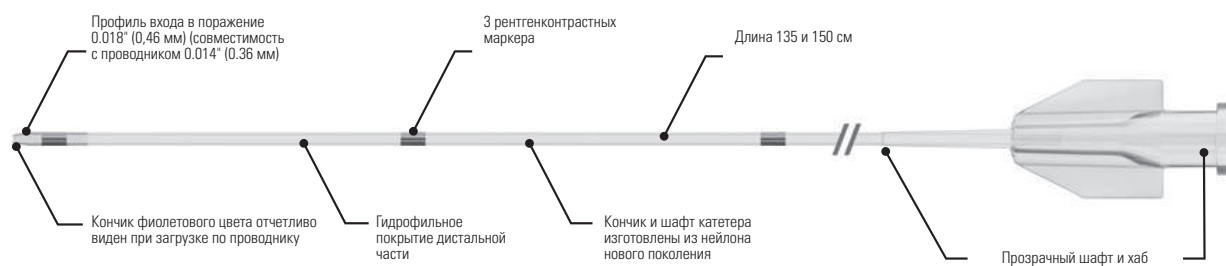 Профиль входа в поражение
0.018" (0,46 мм) (совместимость
с проводником 0.014" (0.36 мм)
3 рентгенконтрастных
маркера
Длина 135 и 150 см
Кончик фиолетового цвета отчетливо
виден при загрузке по проводнику
Гидрофильное
покрытие дистальной
части
Кончик и шафт катетера
изготовлены из нейлона
нового поколения
Прозрачный шафт и хаб